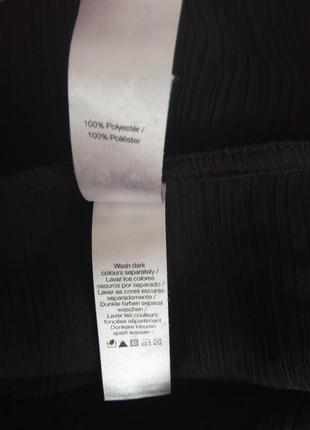 100% Polyester /
100% Poliéster
Wash dark
colours separately /
Lavar los colores
oscuros por separado /
Lavar as cores escuras
separadamente /
Dunkle farben separat
waschen /
Laver les couleurs
foncées séparément
Donkere kleuren
apart wassen /